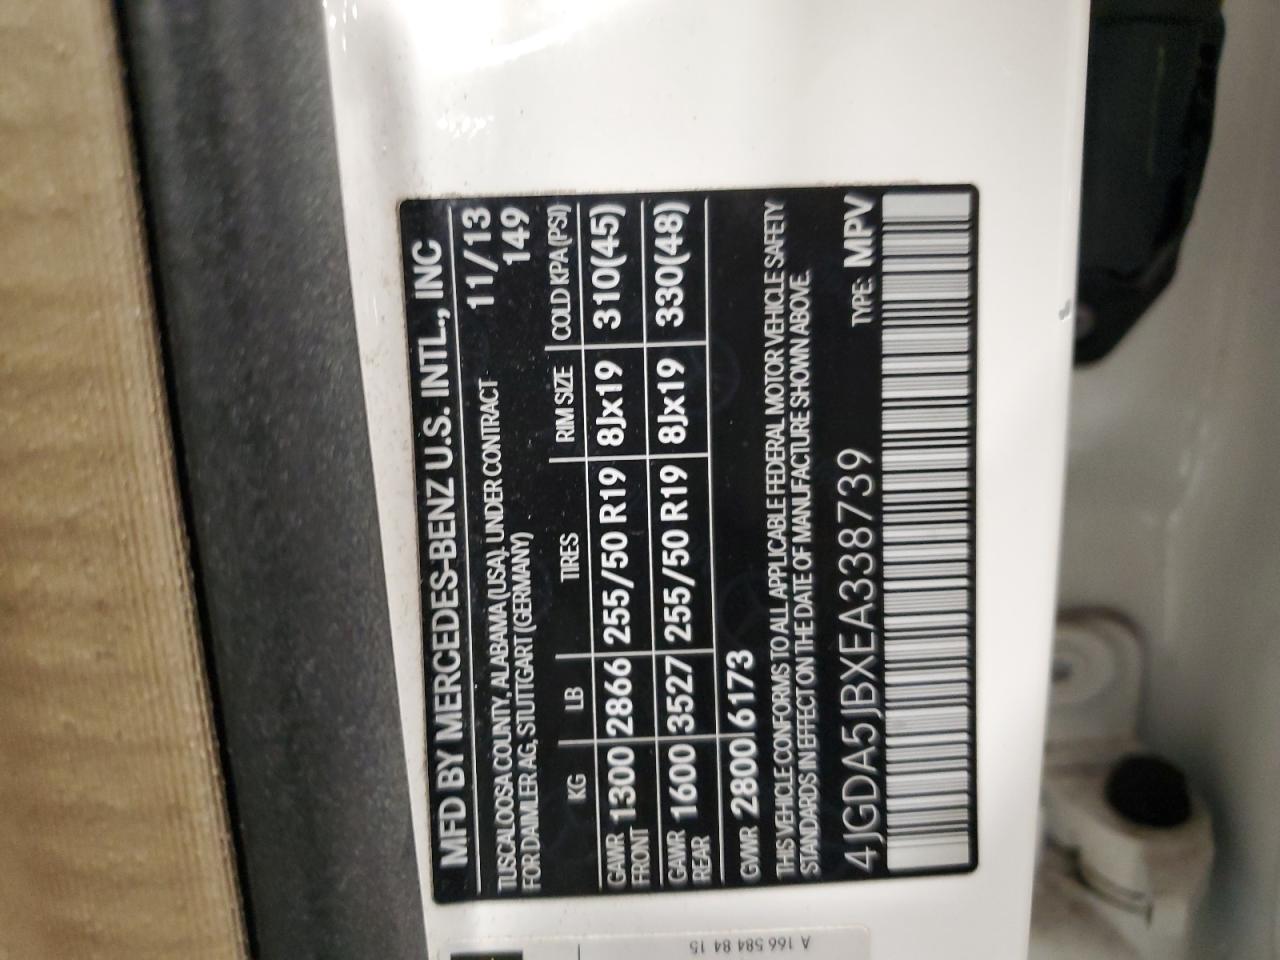 MFD BY MERCEDES-BENZ U.S. INTL., INC
TUSCALOOSA COUNTY, ALABAMA (USA), UNDER CONTRACT 11/13
FOR DAIMLER AG, STUTTGART (GERMANY) 149
KG LB TIRES RIM SIZE COLD KPA (PSI)
GAWR FRONT 1300 2866 255/50 R19 8Jx19 310(45)
GAWR REAR 1600 3527 255/50 R19 8Jx19 330(48)
GVWR 2800 6173
THIS VEHICLE CONFORMS TO ALL APPLICABLE FEDERAL MOTOR VEHICLE SAFETY
STANDARDS IN EFFECT ON THE DATE OF MANUFACTURE SHOWN ABOVE.
4JGDA5JBXEA338739 TYPE: MPV
A 166 584 84 15